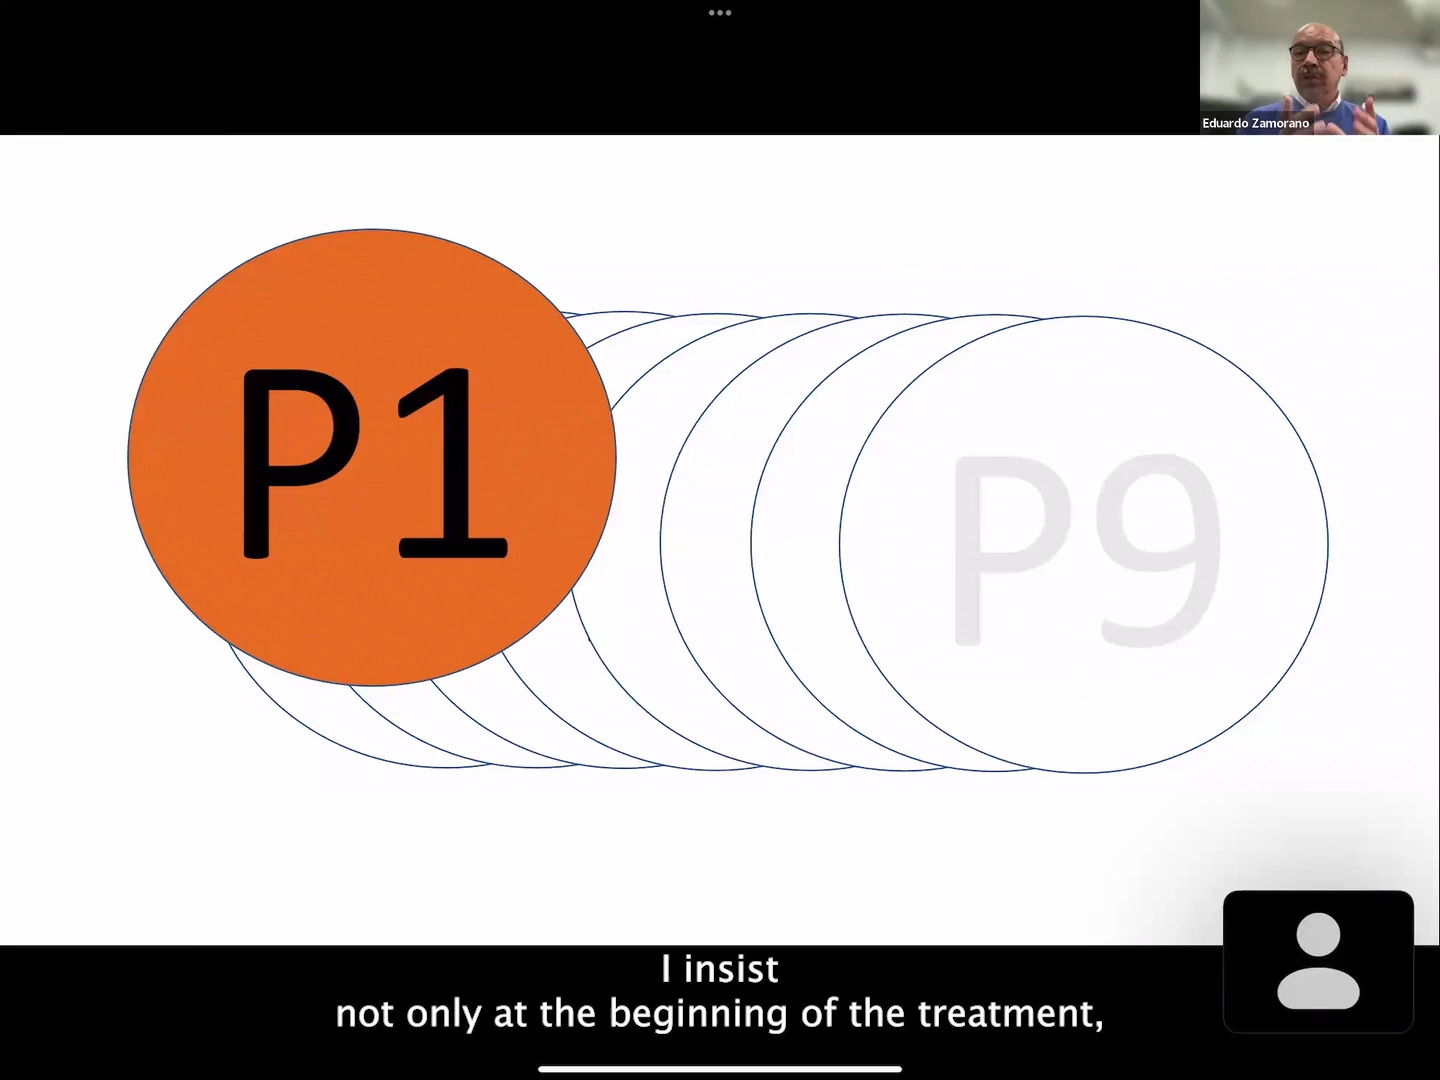 Eduardo Zamorano
P1
P9
I insist
not only at the beginning of the treatment,